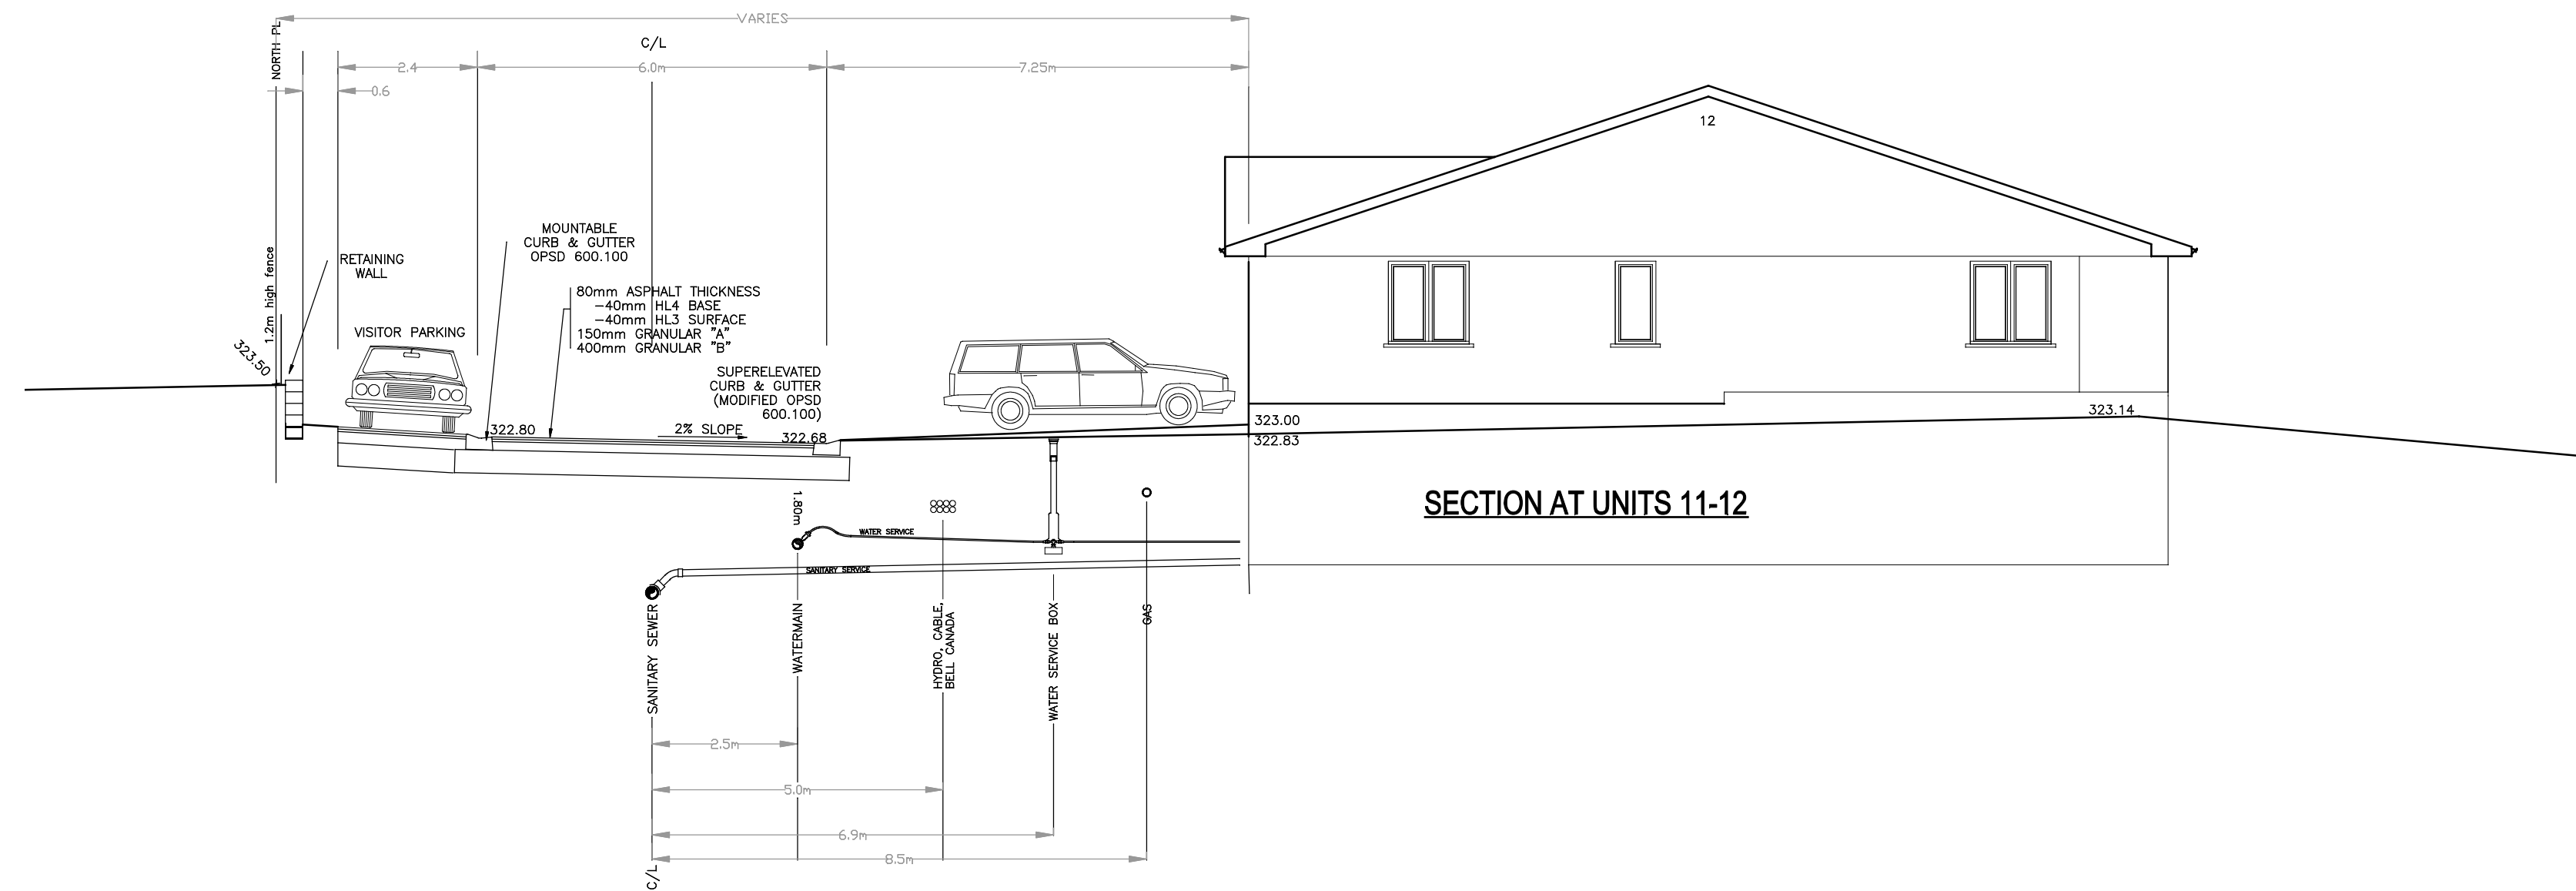 VARIES
NORTH PL
C/L
2.4
6.0m
7.25m
0.6
12
MOUNTABLE
CURB & GUTTER
OPSD 600.100
RETAINING
WALL
1.2m high fence
80mm ASPHALT THICKNESS
-40mm HL4 BASE
-40mm HL3 SURFACE
150mm GRANULAR "A"
400mm GRANULAR "B"
VISITOR PARKING
323.50
SUPERELEVATED
CURB & GUTTER
(MODIFIED OPSD
600.100)
322.80
2% SLOPE
322.68
323.00
322.83
323.14
SECTION AT UNITS 11-12
1.80m
WATER SERVICE
SANITARY SERVICE
SANITARY SEWER
WATERMAIN
HYDRO, CABLE,
BELL CANADA
WATER SERVICE BOX
GAS
2.5m
5.0m
6.9m
8.5m
C/L